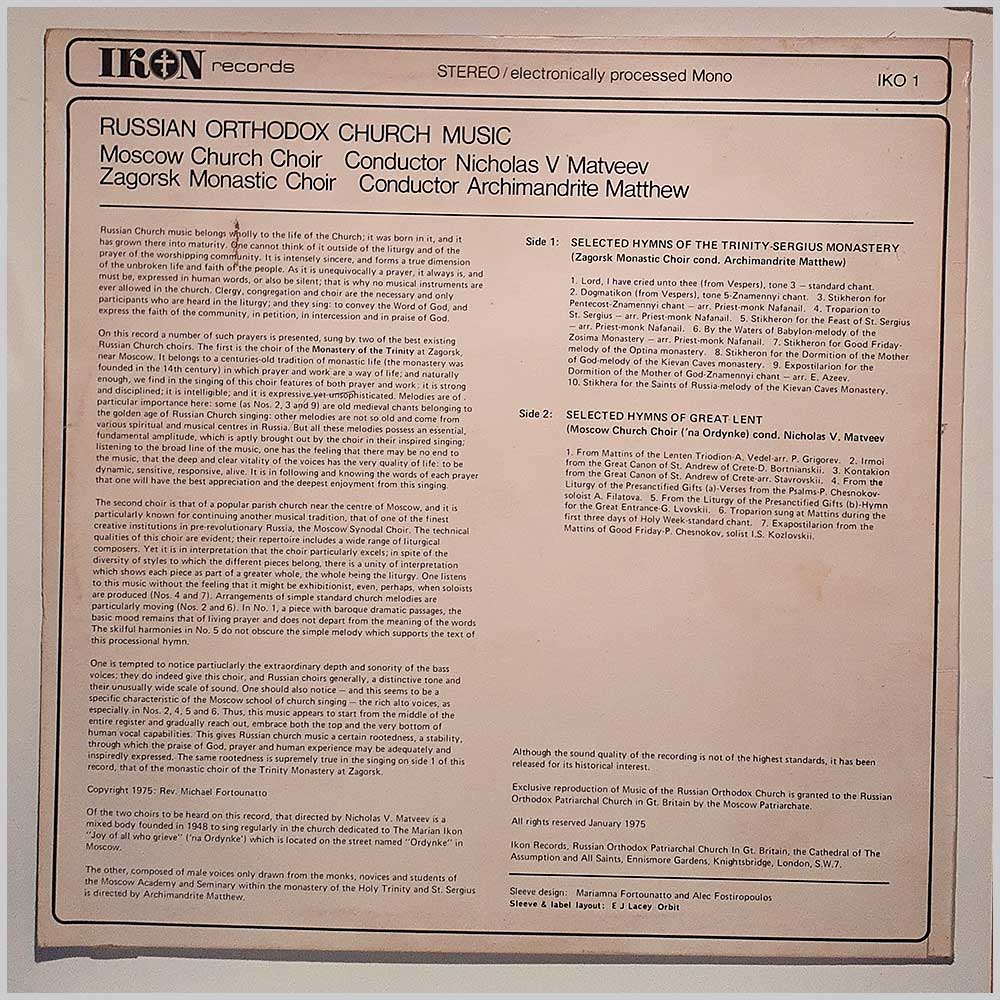 IKON records
STEREO/electronically processed Mono
IKO 1
RUSSIAN ORTHODOX CHURCH MUSIC
Moscow Church Choir Conductor Nicholas V Matveev
Zagorsk Monastic Choir Conductor Archimandrite Matthew
Russian Church music belongs wholly to the life of the Church; it was born in it, and it
has grown there into maturity. One cannot think of it outside of the liturgy and of the
prayer of the worshipping community. It is intensely sincere, and forms a true dimension
of the unbroken life and faith of the people. As it is unequivocally a prayer, it always is, and
must be, expressed in human words, or also be silent; that is why no musical instruments are
ever allowed in the church. Clergy, congregation and choir are the necessary and only
participants who are heard in the liturgy; and they sing: to convey the Word of God, and
express the faith of the community, in petition, in intercession and in praise of God.
On this record a number of such prayers is presented, sung by two of the best existing
Russian Church choirs. The first is the choir of the Monastery of the Trinity at Zagorsk,
near Moscow. It belongs to a centuries-old tradition of monastic life (the monastery was
founded in the 14th century) in which prayer and work are a way of life; and naturally
enough, we find in the singing of this choir features of both prayer and work: it is strong
and disciplined; it is intelligible; and it is expressive yet unsophisticated. Melodies are of
particular importance here: some (as Nos. 2, 3 and 9) are old medieval chants belonging to
the golden age of Russian Church singing: other melodies are not so old and come from
various spiritual and musical centres in Russia. But all these melodies possess an essential,
fundamental amplitude, which is aptly brought out by the choir in their inspired singing;
listening to the broad line of the music, one has the feeling that there may be no end to
the music, that the deep and clear vitality of the voices has the very quality of life: to be
dynamic, sensitive, responsive, alive. It is in following and knowing the words of each prayer
that one will have the best appreciation and the deepest enjoyment from this singing.
The second choir is that of a popular parish church near the centre of Moscow, and it is
particularly known for continuing another musical tradition, that of one of the finest
creative institutions in pre-revolutionary Russia, the Moscow Synodal Choir. The technical
qualities of this choir are evident; their repertoire includes a wide range of liturgical
composers. Yet it is in interpretation that the choir particularly excels; in spite of the
diversity of styles to which the different pieces belong, there is a unity of interpretation
which shows each piece as part of a greater whole, the whole being the liturgy. One listens
to this music without the feeling that it might be exhibitionist, even, perhaps, when soloists
are produced (Nos. 4 and 7). Arrangements of simple standard church melodies are
particularly moving (Nos. 2 and 6). In No. 1, a piece with baroque dramatic passages, the
basic mood remains that of living prayer and does not depart from the meaning of the words
The skilful harmonies in No. 5 do not obscure the simple melody which supports the text of
this processional hymn.
One is tempted to notice partiuclarly the extraordinary depth and sonority of the bass
voices; they do indeed give this choir, and Russian choirs generally, a distinctive tone and
their unusually wide scale of sound. One should also notice — and this seems to be a
specific characteristic of the Moscow school of church singing — the rich alto voices, as
especially in Nos. 2, 4, 5 and 6. Thus, this music appears to start from the middle of the
entire register and gradually reach out, embrace both the top and the very bottom of
human vocal capabilities. This gives Russian church music a certain rootedness, a stability,
through which the praise of God, prayer and human experience may be adequately and
inspiredly expressed. The same rootedness is supremely true in the singing on side 1 of this
record, that of the monastic choir of the Trinity Monastery at Zagorsk.
Copyright 1975: Rev. Michael Fortounatto
Of the two choirs to be heard on this record, that directed by Nicholas V. Matveev is a
mixed body founded in 1948 to sing regularly in the church dedicated to The Marian Ikon
"Joy of all who grieve" ('na Ordynke') which is located on the street named "Ordynke" in
Moscow.
The other, composed of male voices only drawn from the monks, novices and students of
the Moscow Academy and Seminary within the monastery of the Holy Trinity and St. Sergius
is directed by Archimandrite Matthew.
Side 1: SELECTED HYMNS OF THE TRINITY-SERGIUS MONASTERY
(Zagorsk Monastic Choir cond. Archimandrite Matthew)
1. Lord, I have cried unto thee (from Vespers), tone 3 — standard chant.
2. Dogmatikon (from Vespers), tone 5-Znamennyi chant. 3. Stikheron for
Pentecost-Znamennyi chant — arr. Priest-monk Nafanail. 4. Troparion to
St. Sergius — arr. Priest-monk Nafanail. 5. Stikheron for the Feast of St. Sergius
— arr. Priest-monk Nafanail. 6. By the Waters of Babylon-melody of the
Zosima Monastery — arr. Priest-monk Nafanail. 7. Stikheron for Good Friday-
melody of the Optina monastery. 8. Stikheron for the Dormition of the Mother
of God-melody of the Kievan Caves monastery. 9. Expostilarion for the
Dormition of the Mother of God-Znamennyi chant — arr. E. Azeev.
10. Stikhera for the Saints of Russia-melody of the Kievan Caves Monastery.
Side 2: SELECTED HYMNS OF GREAT LENT
(Moscow Church Choir ('na Ordynke) cond. Nicholas V. Matveev
1. From Mattins of the Lenten Triodion-A. Vedel-arr. P. Grigorev. 2. Irmoi
from the Great Canon of St. Andrew of Crete-D. Bortnianskii. 3. Kontakion
from the Great Canon of St. Andrew of Crete-arr. Stavrovskii. 4. From the
Liturgy of the Presanctified Gifts (a)-Verses from the Psalms-P. Chesnokov-
soloist A. Filatova. 5. From the Liturgy of the Presanctified Gifts (b)-Hymn
for the Great Entrance-G. Lvovskii. 6. Troparion sung at Mattins during the
first three days of Holy Week-standard chant. 7. Exapostilarion from the
Mattins of Good Friday-P. Chesnokov, solist I.S. Kozlovskii.
Although the sound quality of the recording is not of the highest standards, it has been
released for its historical interest.
Exclusive reproduction of Music of the Russian Orthodox Church is granted to the Russian
Orthodox Patriarchal Church in Gt. Britain by the Moscow Patriarchate.
All rights reserved January 1975
Ikon Records, Russian Orthodox Patriarchal Church In Gt. Britain, the Cathedral of The
Assumption and All Saints, Ennismore Gardens, Knightsbridge, London, S.W.7.
Sleeve design: Mariamna Fortounatto and Alec Fostiropoulos
Sleeve & label layout: E J Lacey Orbit